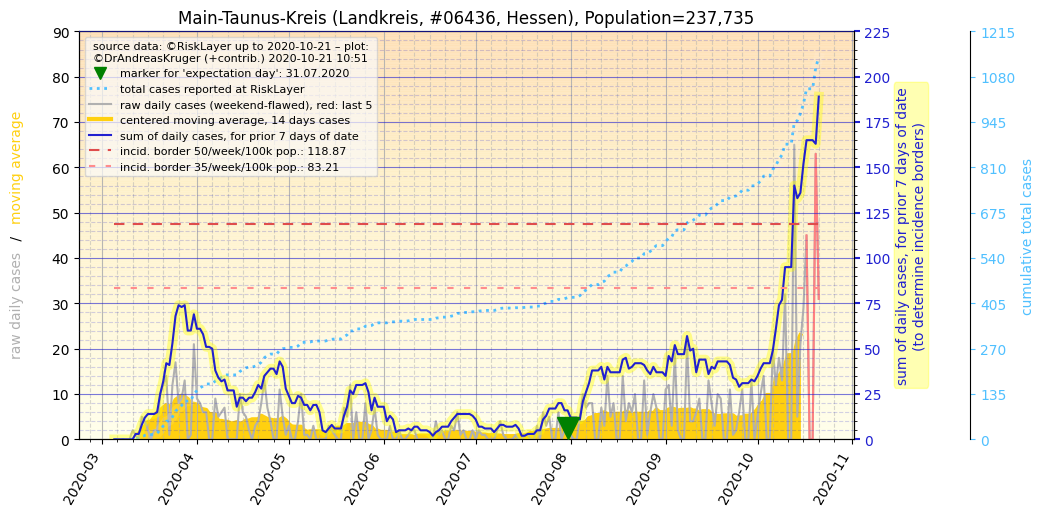 Main-Taunus-Kreis (Landkreis, #06436, Hessen), Population=237,735
source data: ©RiskLayer up to 2020-10-21 – plot:
©DrAndreasKruger (+contrib.) 2020-10-21 10:51
marker for 'expectation day': 31.07.2020
total cases reported at RiskLayer
raw daily cases (weekend-flawed), red: last 5
centered moving average, 14 days cases
sum of daily cases, for prior 7 days of date
incid. border 50/week/100k pop.: 118.87
incid. border 35/week/100k pop.: 83.21
raw daily cases / moving average
90
80
70
60
50
40
30
20
10
0
225
200
175
150
125
100
75
50
25
0
sum of daily cases, for prior 7 days of date
(to determine incidence borders)
1215
1080
945
810
675
540
405
270
135
0
cumulative total cases
2020-03
2020-04
2020-05
2020-06
2020-07
2020-08
2020-09
2020-10
2020-11